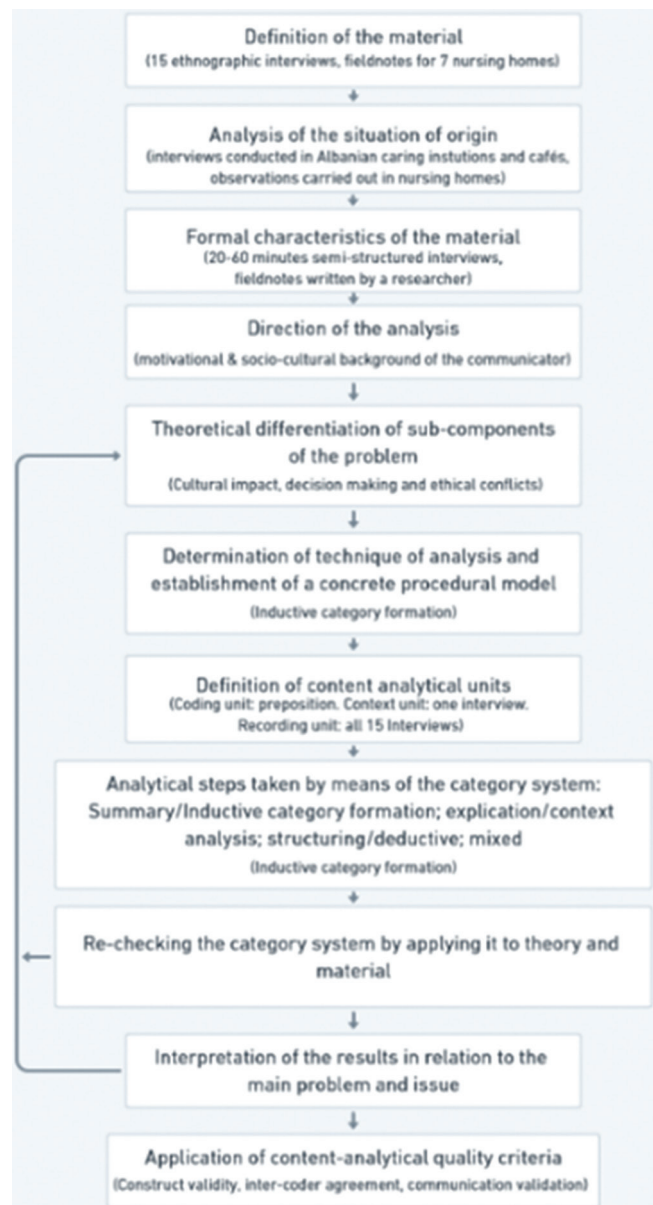 Definition of the material
(15 ethnographic interviews, fieldnotes for 7 nursing homes)
Analysis of the situation of origin
(interviews conducted in Albanian caring instutions and cafés,
observations carried out in nursing homes)
Formal characteristics of the material
(20-60 minutes semi-structured interviews,
fieldnotes written by a researcher)
Direction of the analysis
(motivational & socio-cultural background of the communicator)
Theoretical differentiation of sub-components
of the problem
(Cultural impact, decision making and ethical conflicts)
Determination of technique of analysis and
establishment of a concrete procedural model
(Inductive category formation)
Definition of content analytical units
(Coding unit: preposition. Context unit: one interview.
Recording unit: all 15 Interviews)
Analytical steps taken by means of the category system:
Summary/Inductive category formation; explication/context
analysis; structuring/deductive; mixed
(Inductive category formation)
Re-checking the category system by applying it to theory and
material
Interpretation of the results in relation to the
main problem and issue
Application of content-analytical quality criteria
(Construct validity, inter-coder agreement, communication validation)